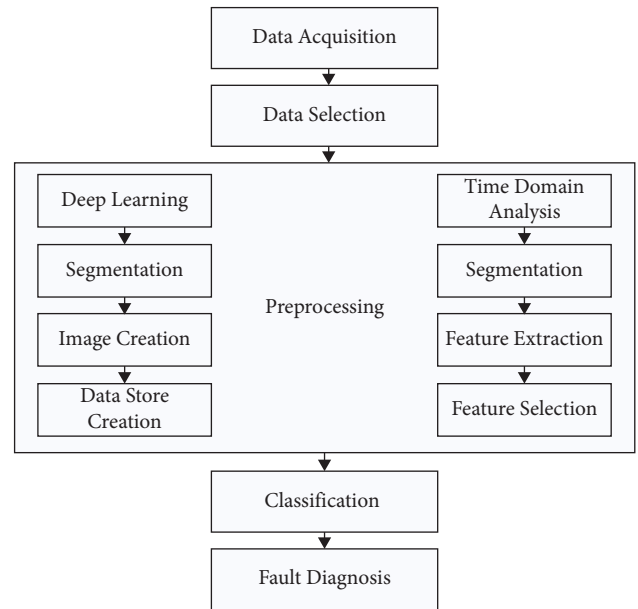 Data Acquisition
Data Selection
Deep Learning
Segmentation
Image Creation
Data Store
Creation
Preprocessing
Time Domain
Analysis
Segmentation
Feature Extraction
Feature Selection
Classification
Fault Diagnosis